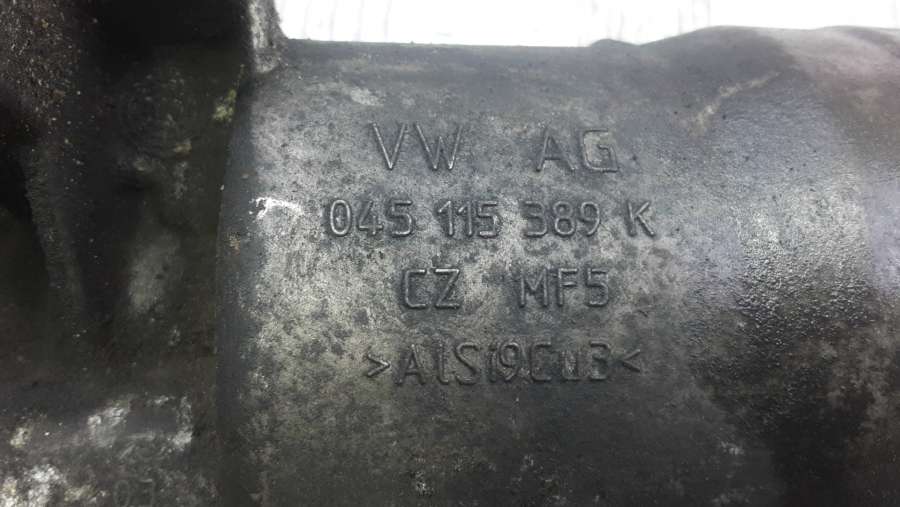 VW AG
045 115 389 K
CZ MF5
>AlSi9Cu3<